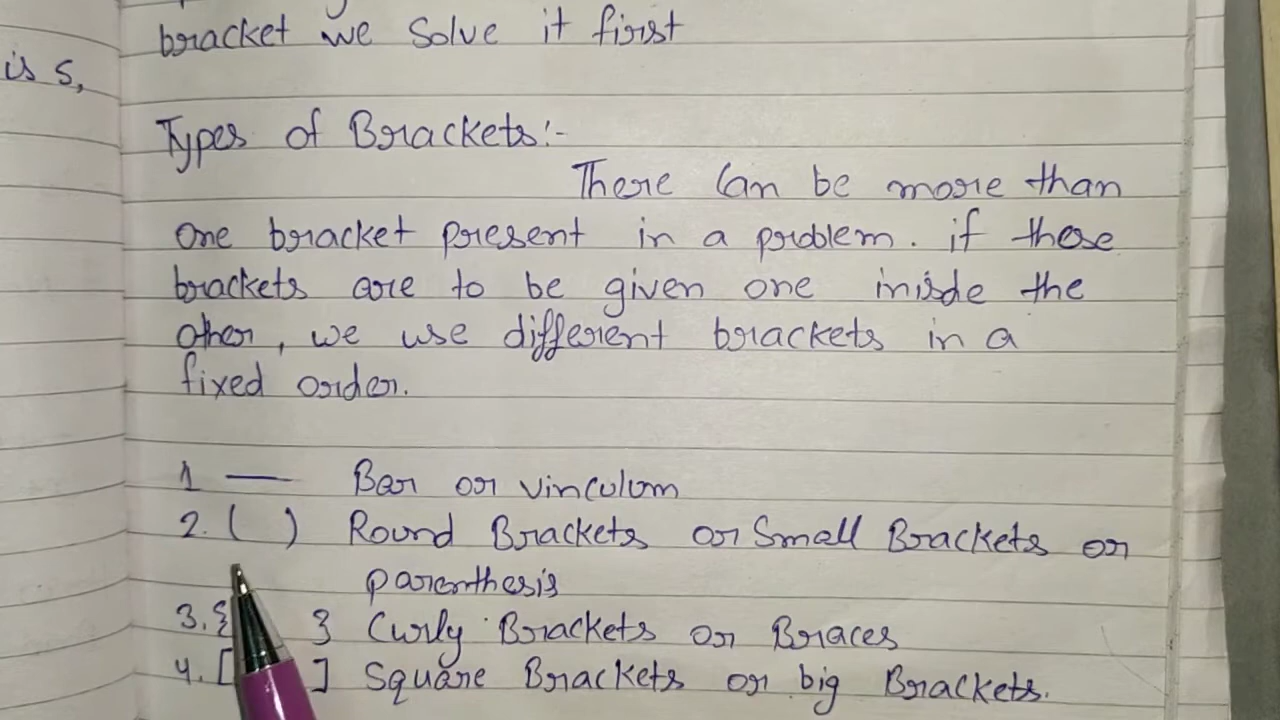 bracket we solve it first
is 5,
Types of Brackets:-
There can be more than
one bracket present in a problem. if these
brackets are to be given one inisde the
other, we use different brackets in a
fixed order.
1 — Bar or vinculum
2. ( ) Round Brackets or Small Brackets or
parenthesis
3. { } Curly Brackets or Braces
4. [ ] Square Brackets or big Brackets.